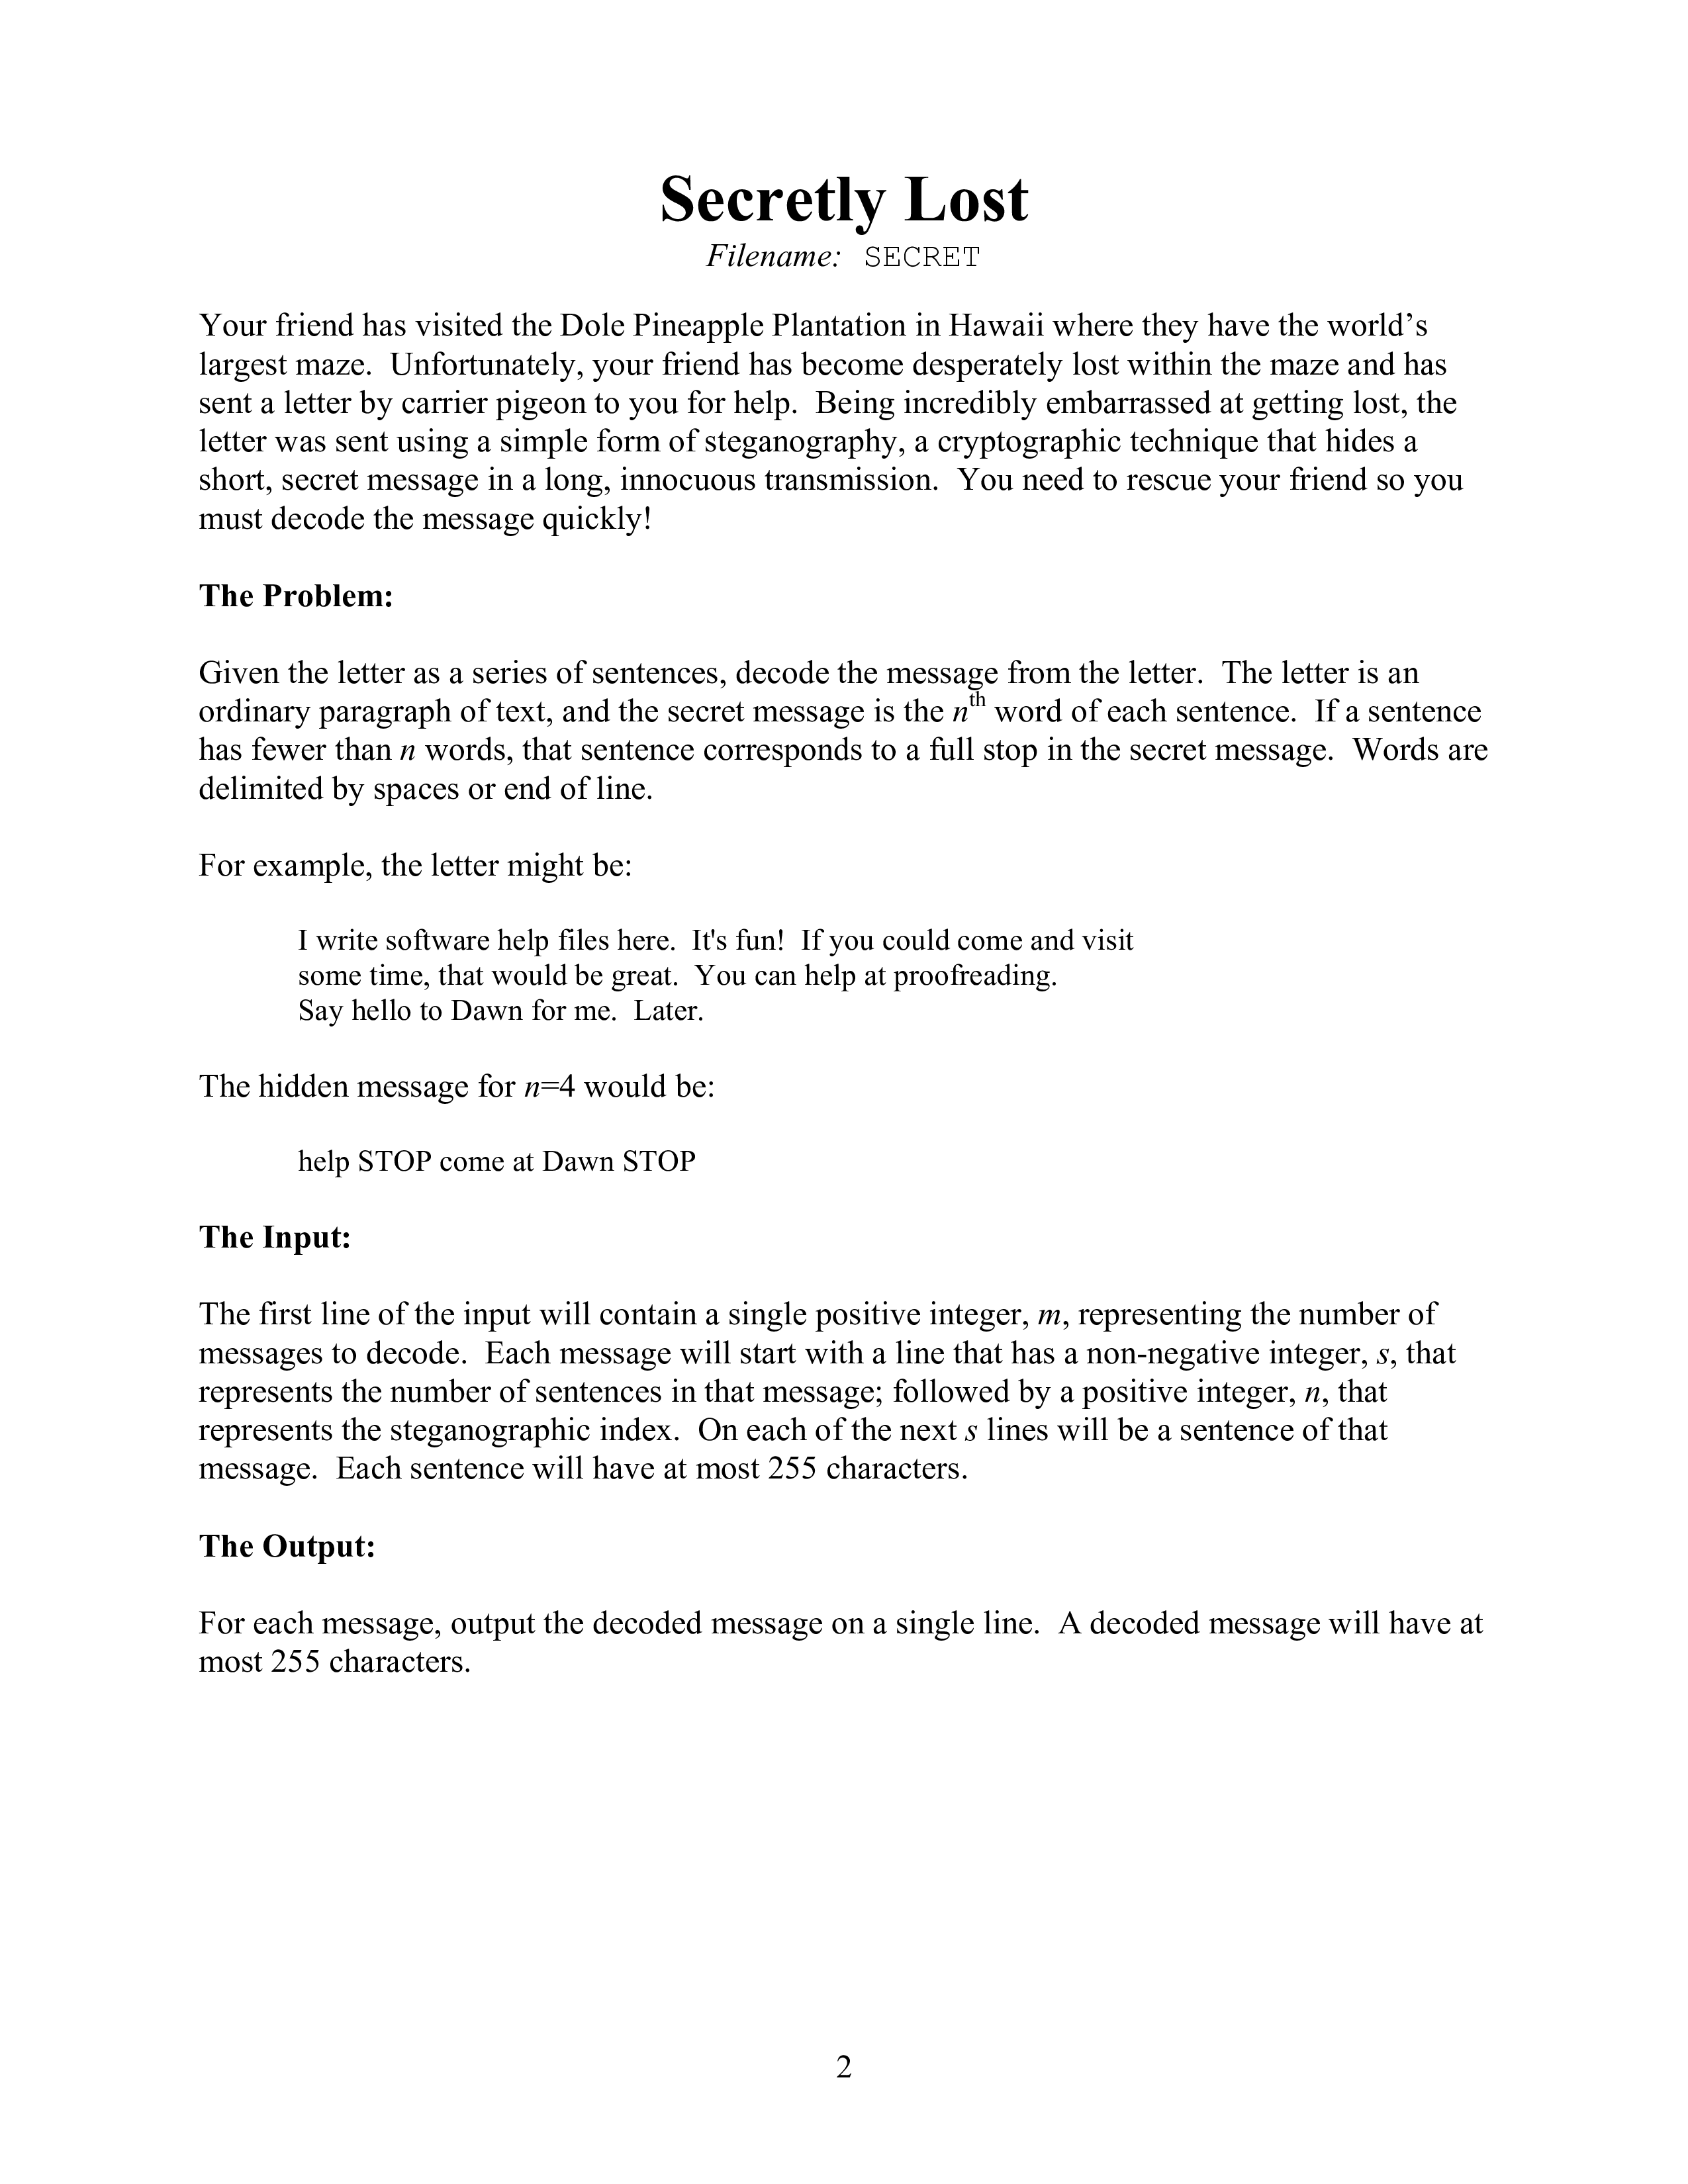 Secretly Lost
Filename: SECRET
Your friend has visited the Dole Pineapple Plantation in Hawaii where they have the world’s
largest maze. Unfortunately, your friend has become desperately lost within the maze and has
sent a letter by carrier pigeon to you for help. Being incredibly embarrassed at getting lost, the
letter was sent using a simple form of steganography, a cryptographic technique that hides a
short, secret message in a long, innocuous transmission. You need to rescue your friend so you
must decode the message quickly!
The Problem:
Given the letter as a series of sentences, decode the message from the letter. The letter is an
ordinary paragraph of text, and the secret message is the nth word of each sentence. If a sentence
has fewer than n words, that sentence corresponds to a full stop in the secret message. Words are
delimited by spaces or end of line.
For example, the letter might be:
I write software help files here. It's fun! If you could come and visit
some time, that would be great. You can help at proofreading.
Say hello to Dawn for me. Later.
The hidden message for n=4 would be:
help STOP come at Dawn STOP
The Input:
The first line of the input will contain a single positive integer, m, representing the number of
messages to decode. Each message will start with a line that has a non-negative integer, s, that
represents the number of sentences in that message; followed by a positive integer, n, that
represents the steganographic index. On each of the next s lines will be a sentence of that
message. Each sentence will have at most 255 characters.
The Output:
For each message, output the decoded message on a single line. A decoded message will have at
most 255 characters.
2